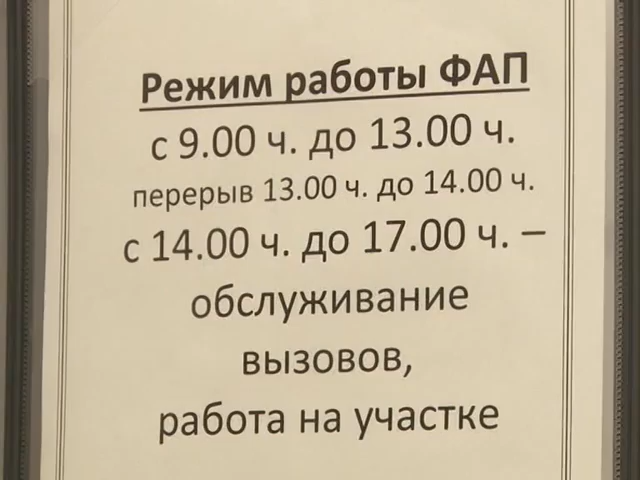 Режим работы ФАП
с 9.00 ч. до 13.00 ч.
перерыв 13.00 ч. до 14.00 ч.
с 14.00 ч. до 17.00 ч. –
обслуживание
вызовов,
работа на участке